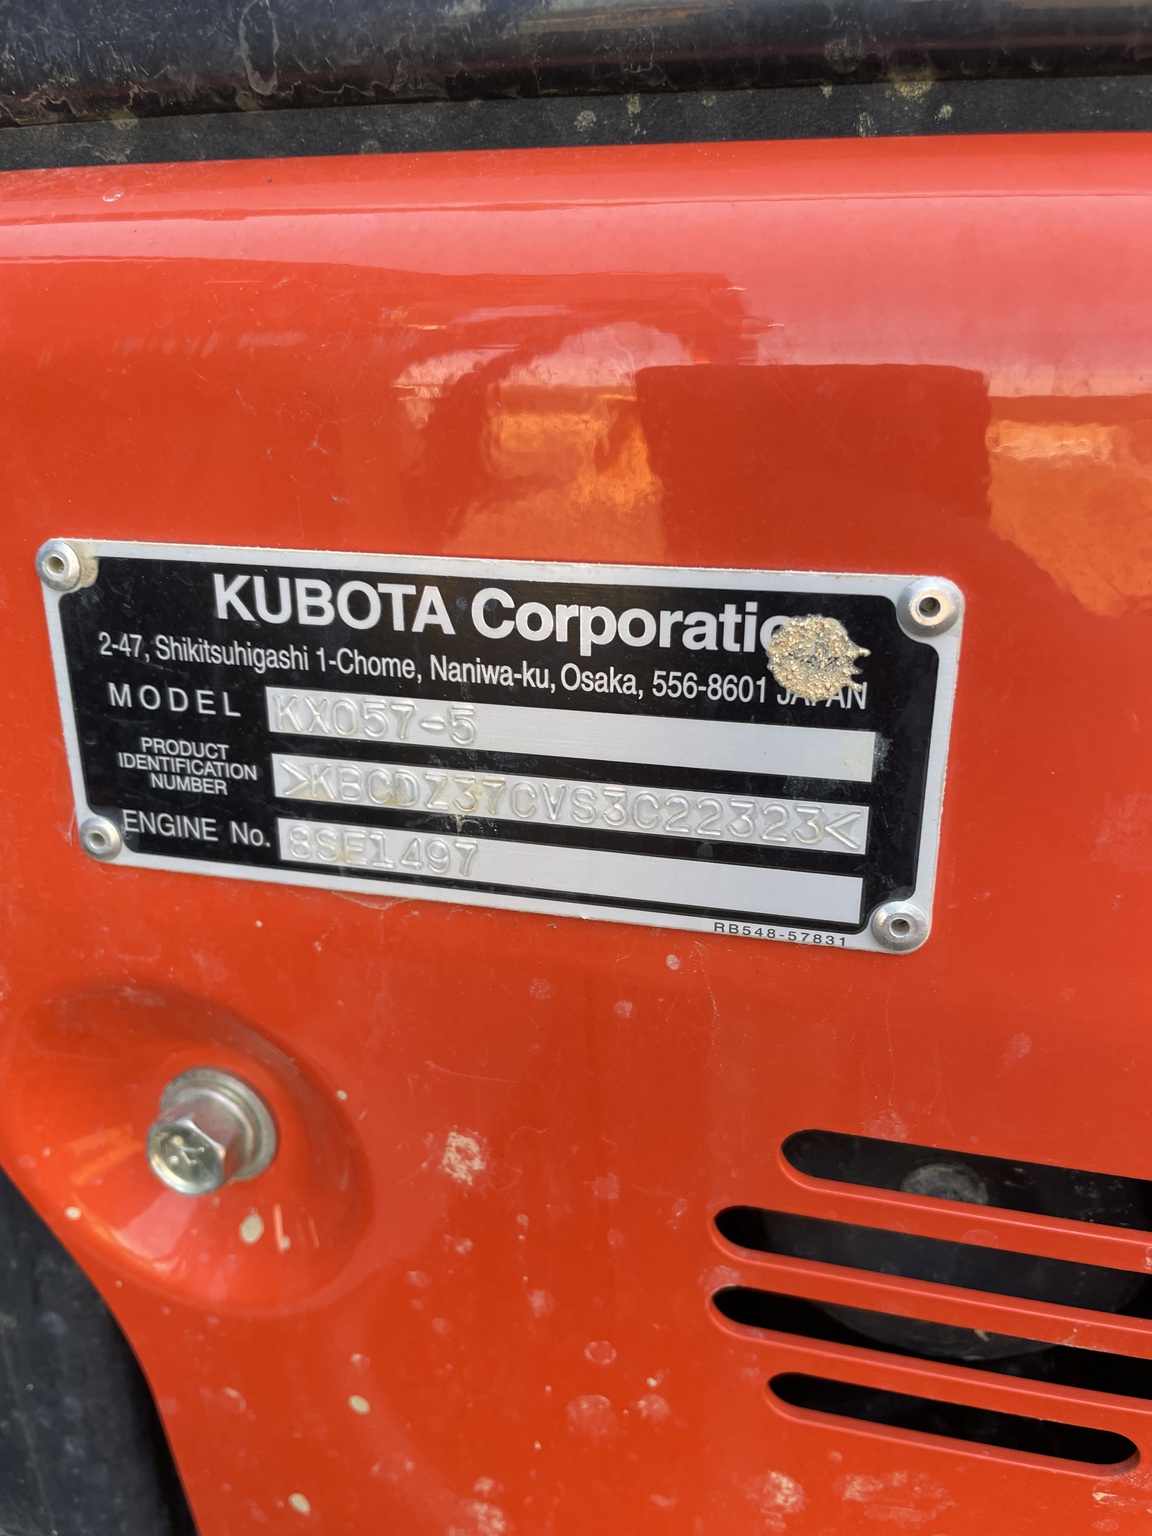 KUBOTA Corporation
2-47, Shikitsuhigashi 1-Chome, Naniwa-ku, Osaka, 556-8601 JAPAN
MODEL KX057-5
PRODUCT IDENTIFICATION NUMBER >KBCDZ37CVS3C22323<
ENGINE No. 8SE1497
RB548-57831